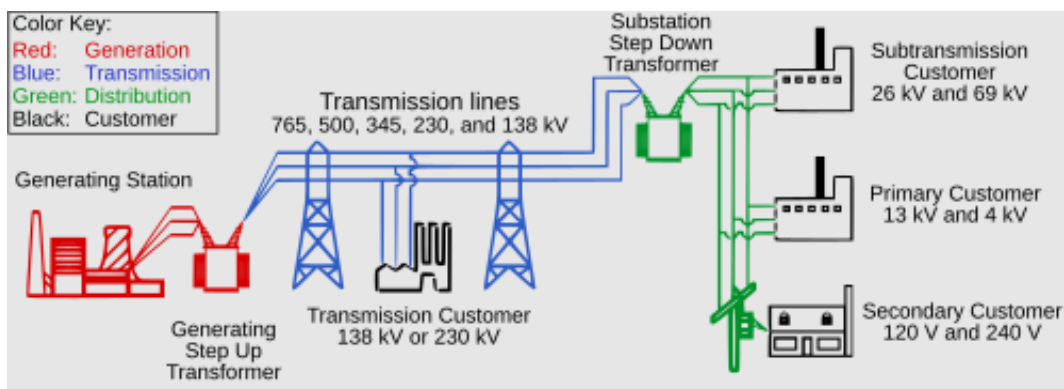 Color Key:
Red: Generation
Blue: Transmission
Green: Distribution
Black: Customer
Substation
Step Down
Transformer
Subtransmission
Customer
26 kV and 69 kV
Transmission lines
765, 500, 345, 230, and 138 kV
Generating Station
Primary Customer
13 kV and 4 kV
Transmission Customer
138 kV or 230 kV
Generating
Step Up
Transformer
Secondary Customer
120 V and 240 V